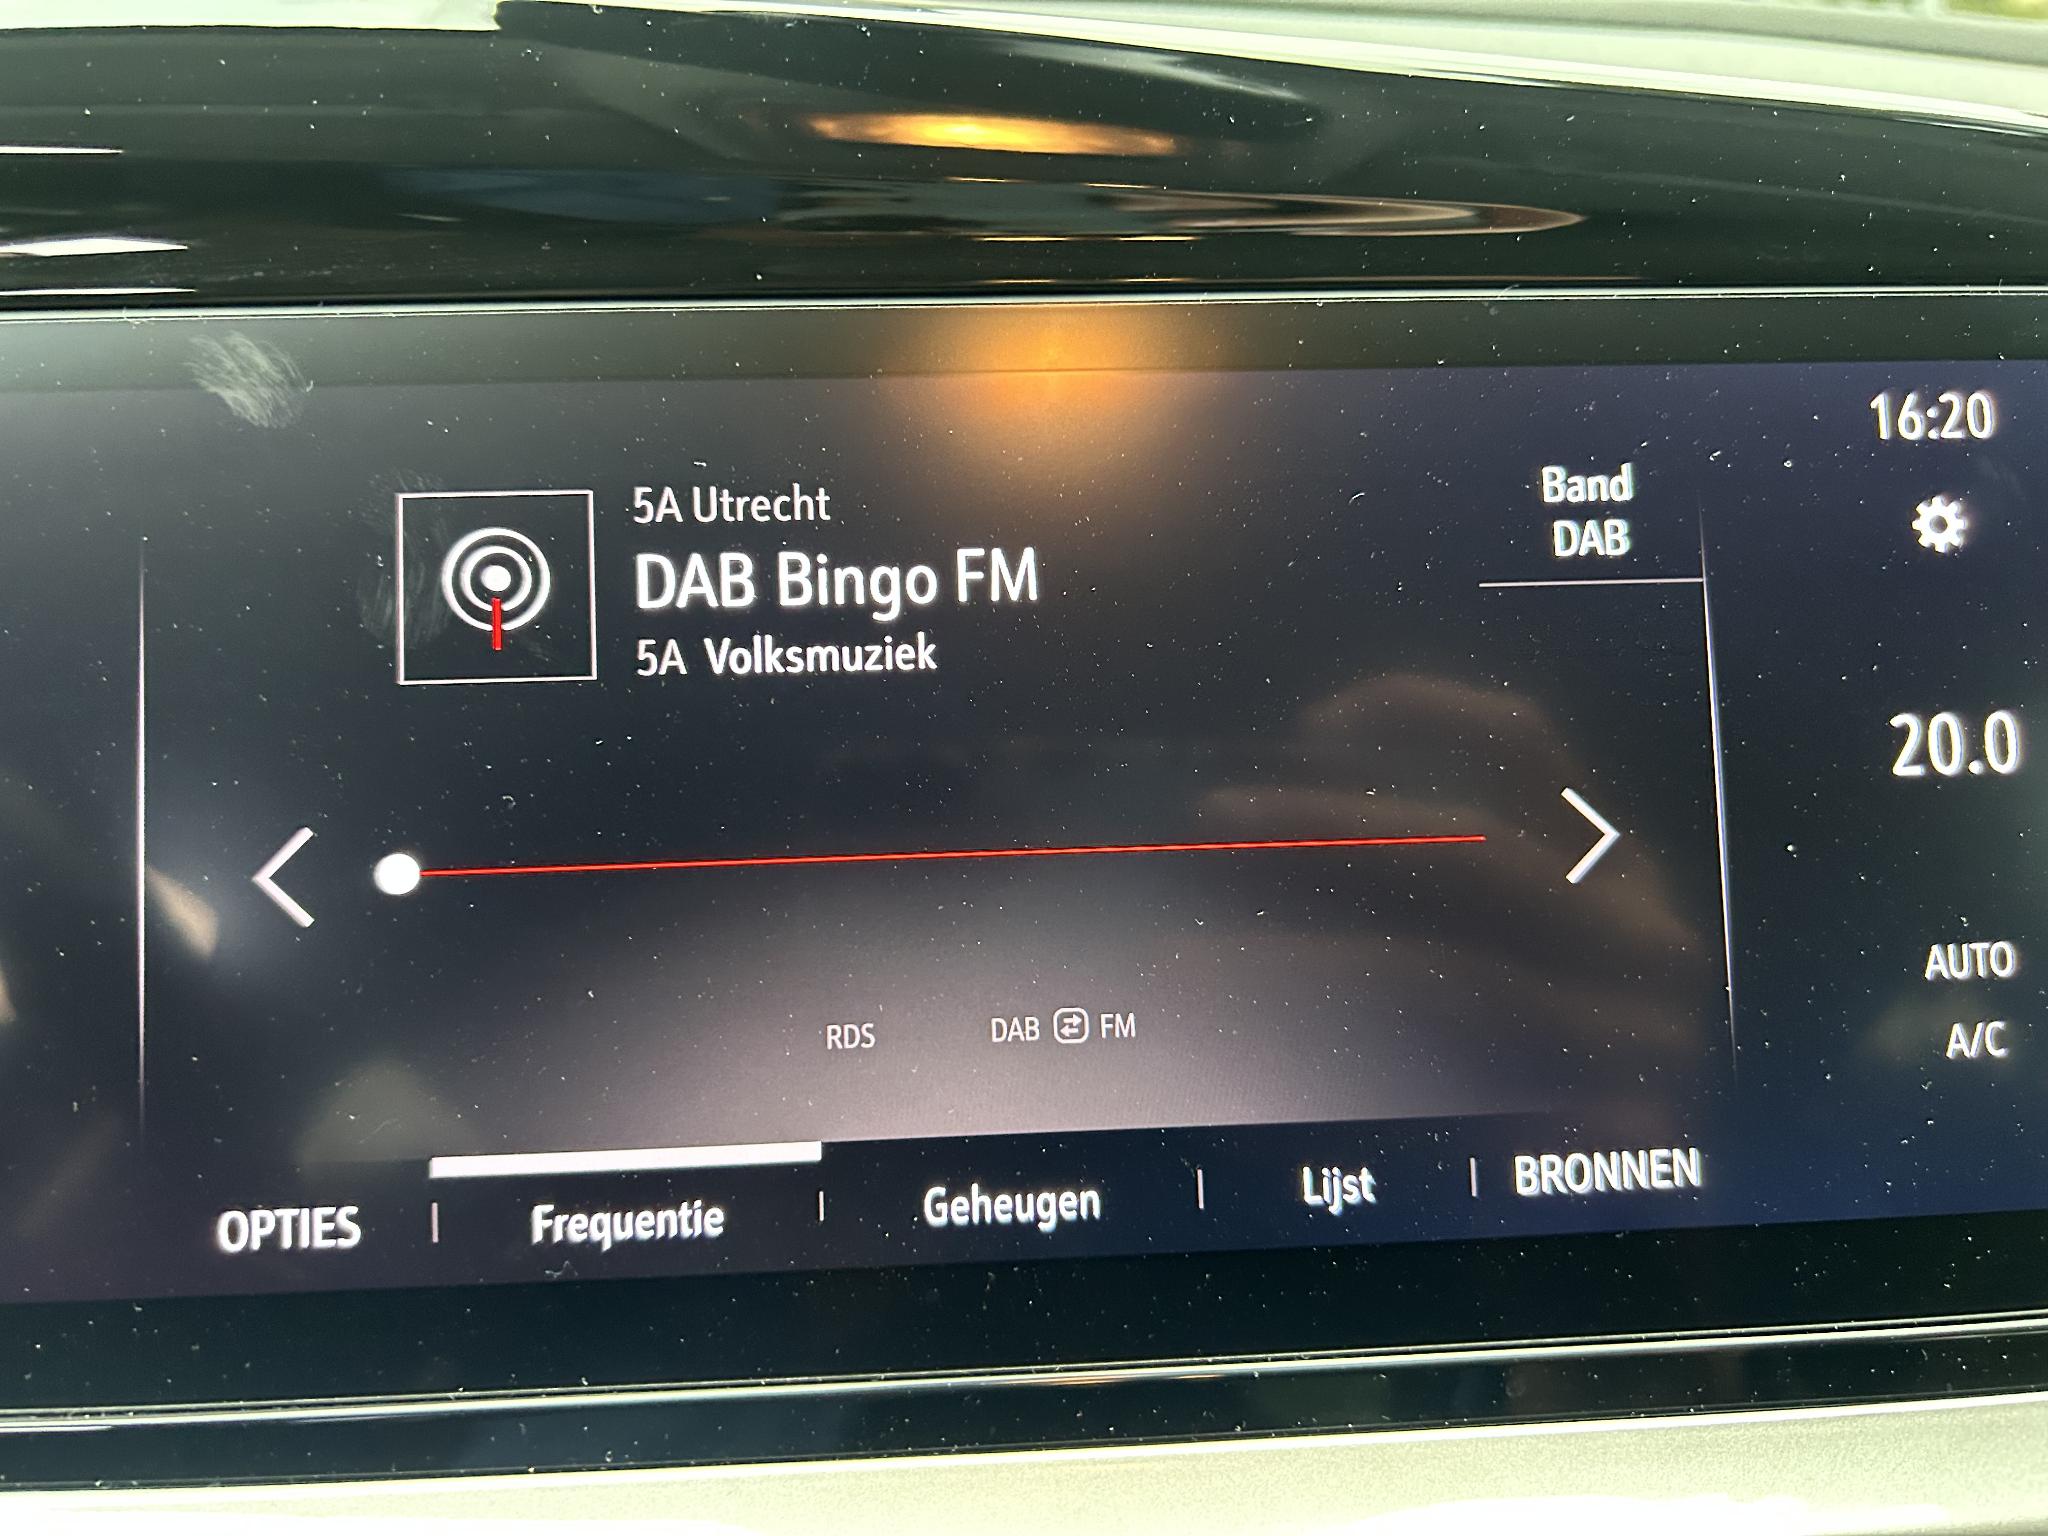 16:20
5A Utrecht
DAB Bingo FM
5A Volksmuziek
Band
DAB
20.0
AUTO
A/C
RDS
DAB FM
OPTIES
Frequentie
Geheugen
Lijst
BRONNEN